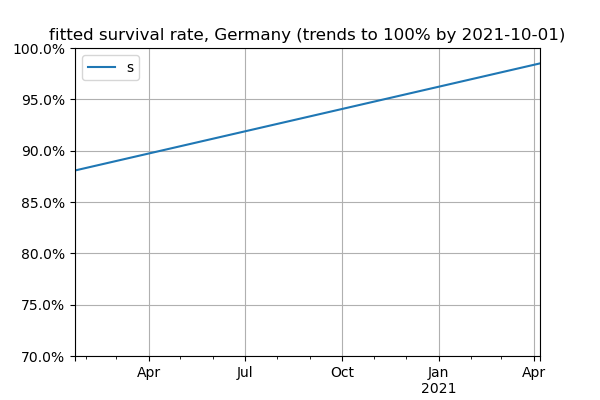 fitted survival rate, Germany (trends to 100% by 2021-10-01)
100.0%
s
95.0%
90.0%
85.0%
80.0%
75.0%
70.0%
Apr Jul Oct Jan Apr
2021